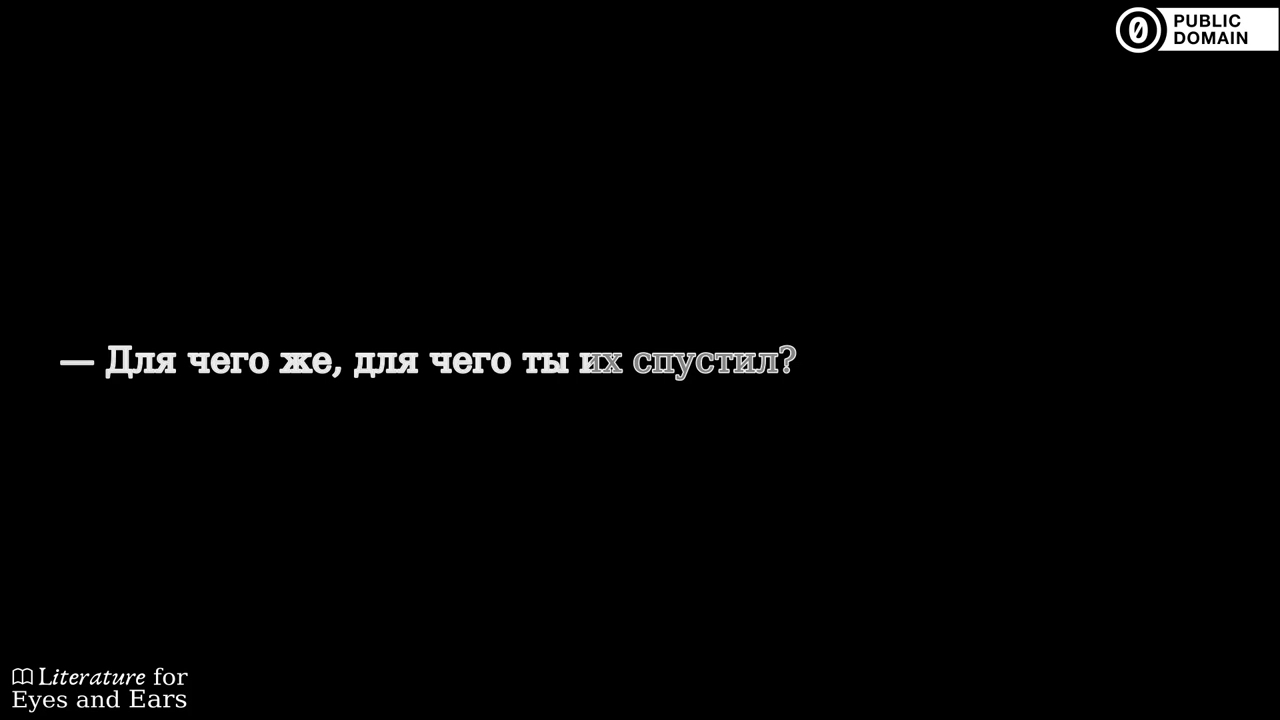 PUBLIC
DOMAIN
— Для чего же, для чего ты их спустил?
Literature for
Eyes and Ears